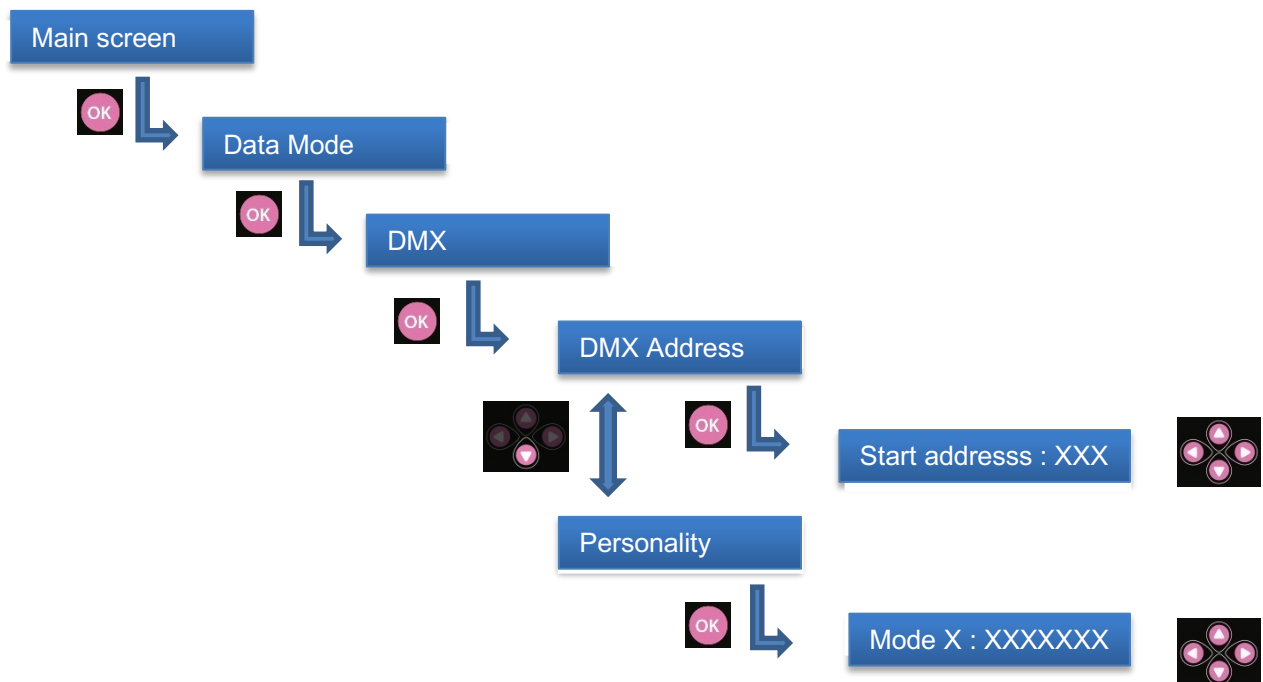 Main screen
OK
Data Mode
OK
DMX
OK
DMX Address
OK
Start addresss : XXX
Personality
OK
Mode X : XXXXXXX